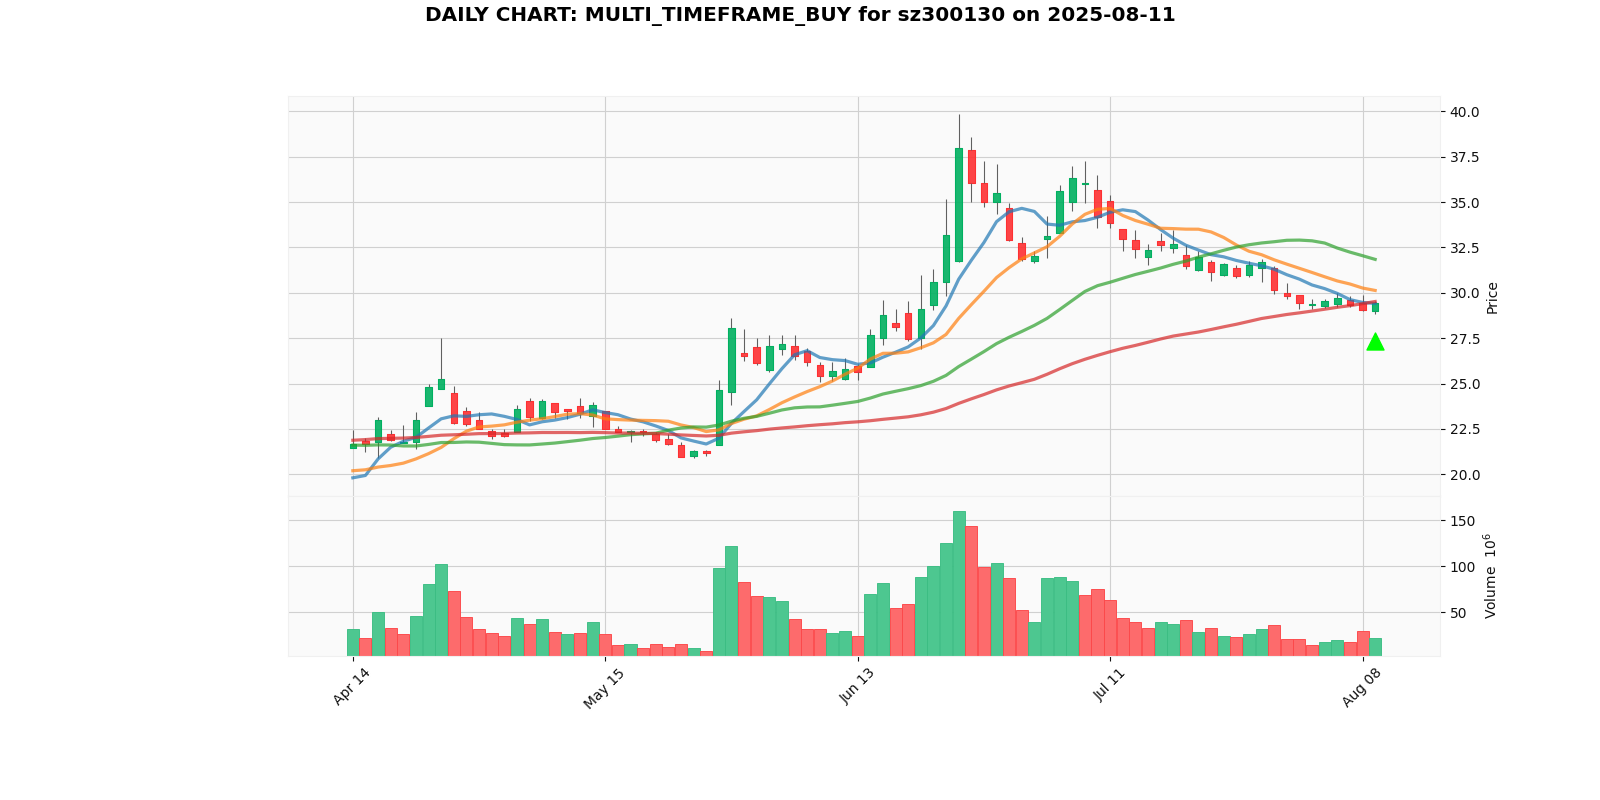 DAILY CHART: MULTI_TIMEFRAME_BUY for sz300130 on 2025-08-11
40.0
37.5
35.0
32.5
30.0
27.5
25.0
22.5
20.0
Price
150
100
50
Volume 10⁶
Apr 14
May 15
Jun 13
Jul 11
Aug 08